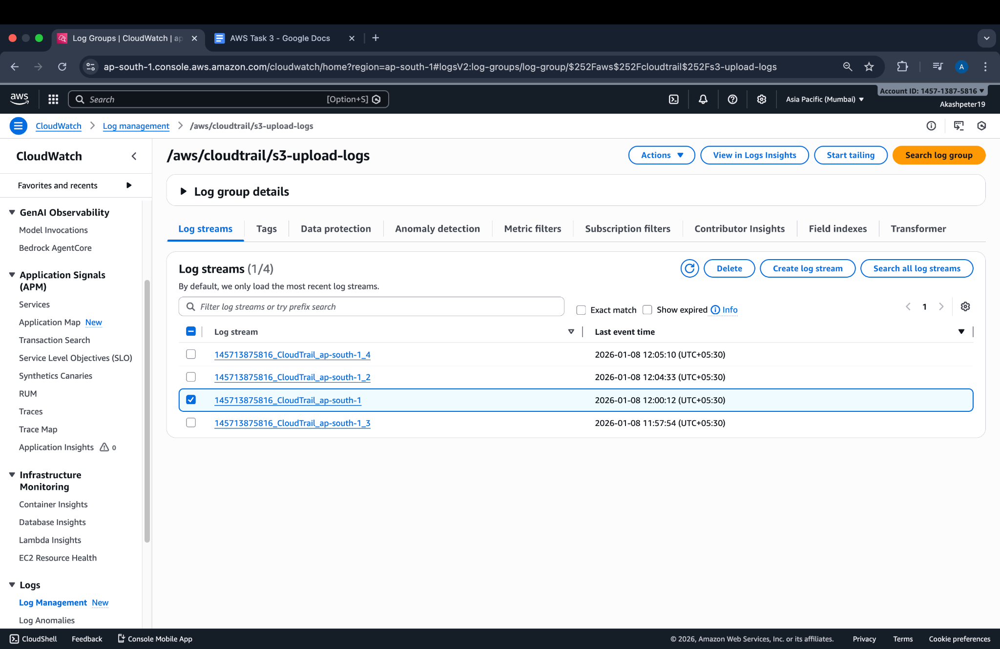 Log Groups | CloudWatch | ap
AWS Task 3 - Google Docs
ap-south-1.console.aws.amazon.com/cloudwatch/home?region=ap-south-1#logsV2:log-groups/log-group/$252Faws$252Fcloudtrail$252Fs3-upload-logs
A
aws
Search
[Option+S]
Asia Pacific (Mumbai)
Account ID: 1457-1387-5816
Akashpeter19
CloudWatch
Log management
/aws/cloudtrail/s3-upload-logs
CloudWatch
Favorites and recents
GenAI Observability
Model Invocations
Bedrock AgentCore
Application Signals
(APM)
Services
Application Map New
Transaction Search
Service Level Objectives (SLO)
Synthetics Canaries
RUM
Traces
Trace Map
Application Insights 0
Infrastructure
Monitoring
Container Insights
Database Insights
Lambda Insights
EC2 Resource Health
Logs
Log Management New
Log Anomalies
/aws/cloudtrail/s3-upload-logs
Actions
View in Logs Insights
Start tailing
Search log group
Log group details
Log streams
Tags
Data protection
Anomaly detection
Metric filters
Subscription filters
Contributor Insights
Field indexes
Transformer
Log streams (1/4)
Delete
Create log stream
Search all log streams
By default, we only load the most recent log streams.
Filter log streams or try prefix search
Exact match
Show expired
Info
1
Log stream
Last event time
145713875816_CloudTrail_ap-south-1_4 2026-01-08 12:05:10 (UTC+05:30)
145713875816_CloudTrail_ap-south-1_2 2026-01-08 12:04:33 (UTC+05:30)
145713875816_CloudTrail_ap-south-1 2026-01-08 12:00:12 (UTC+05:30)
145713875816_CloudTrail_ap-south-1_3 2026-01-08 11:57:54 (UTC+05:30)
CloudShell
Feedback
Console Mobile App
© 2026, Amazon Web Services, Inc. or its affiliates.
Privacy
Terms
Cookie preferences